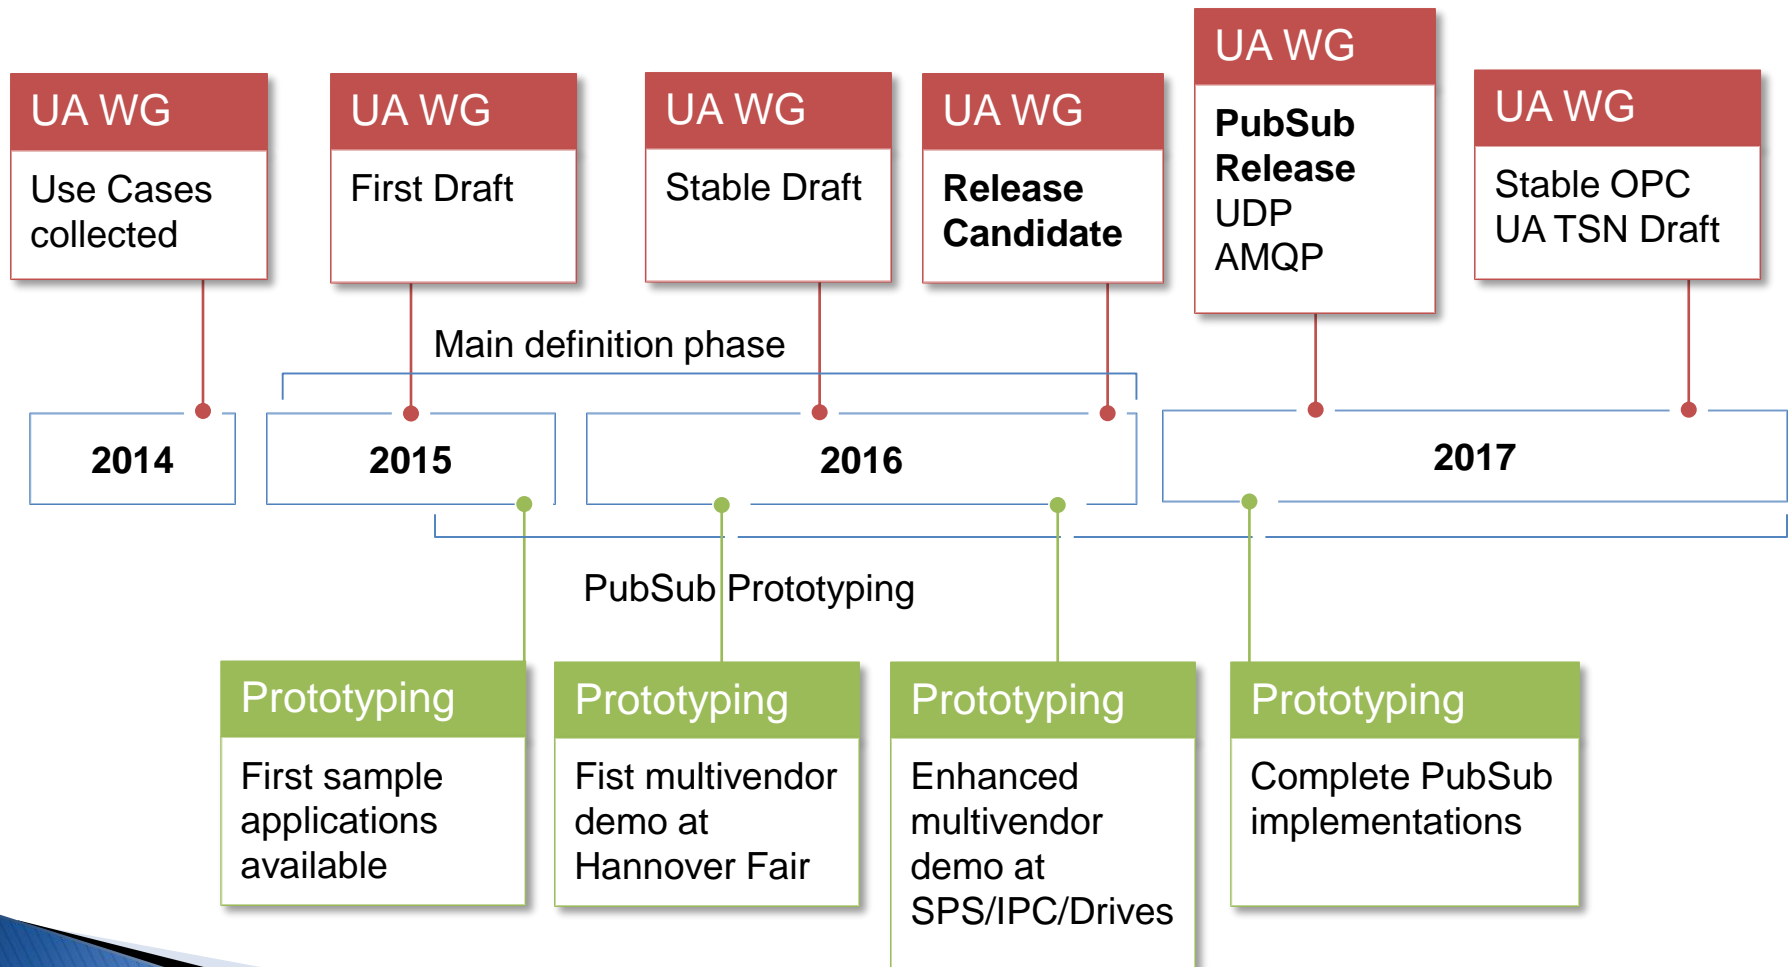 UA WG
Use Cases
collected
UA WG
First Draft
UA WG
Stable Draft
UA WG
Release
Candidate
UA WG
PubSub
Release
UDP
AMQP
UA WG
Stable OPC
UA TSN Draft
Main definition phase
2014
2015
2016
2017
PubSub Prototyping
Prototyping
First sample
applications
available
Prototyping
Fist multivendor
demo at
Hannover Fair
Prototyping
Enhanced
multivendor
demo at
SPS/IPC/Drives
Prototyping
Complete PubSub
implementations